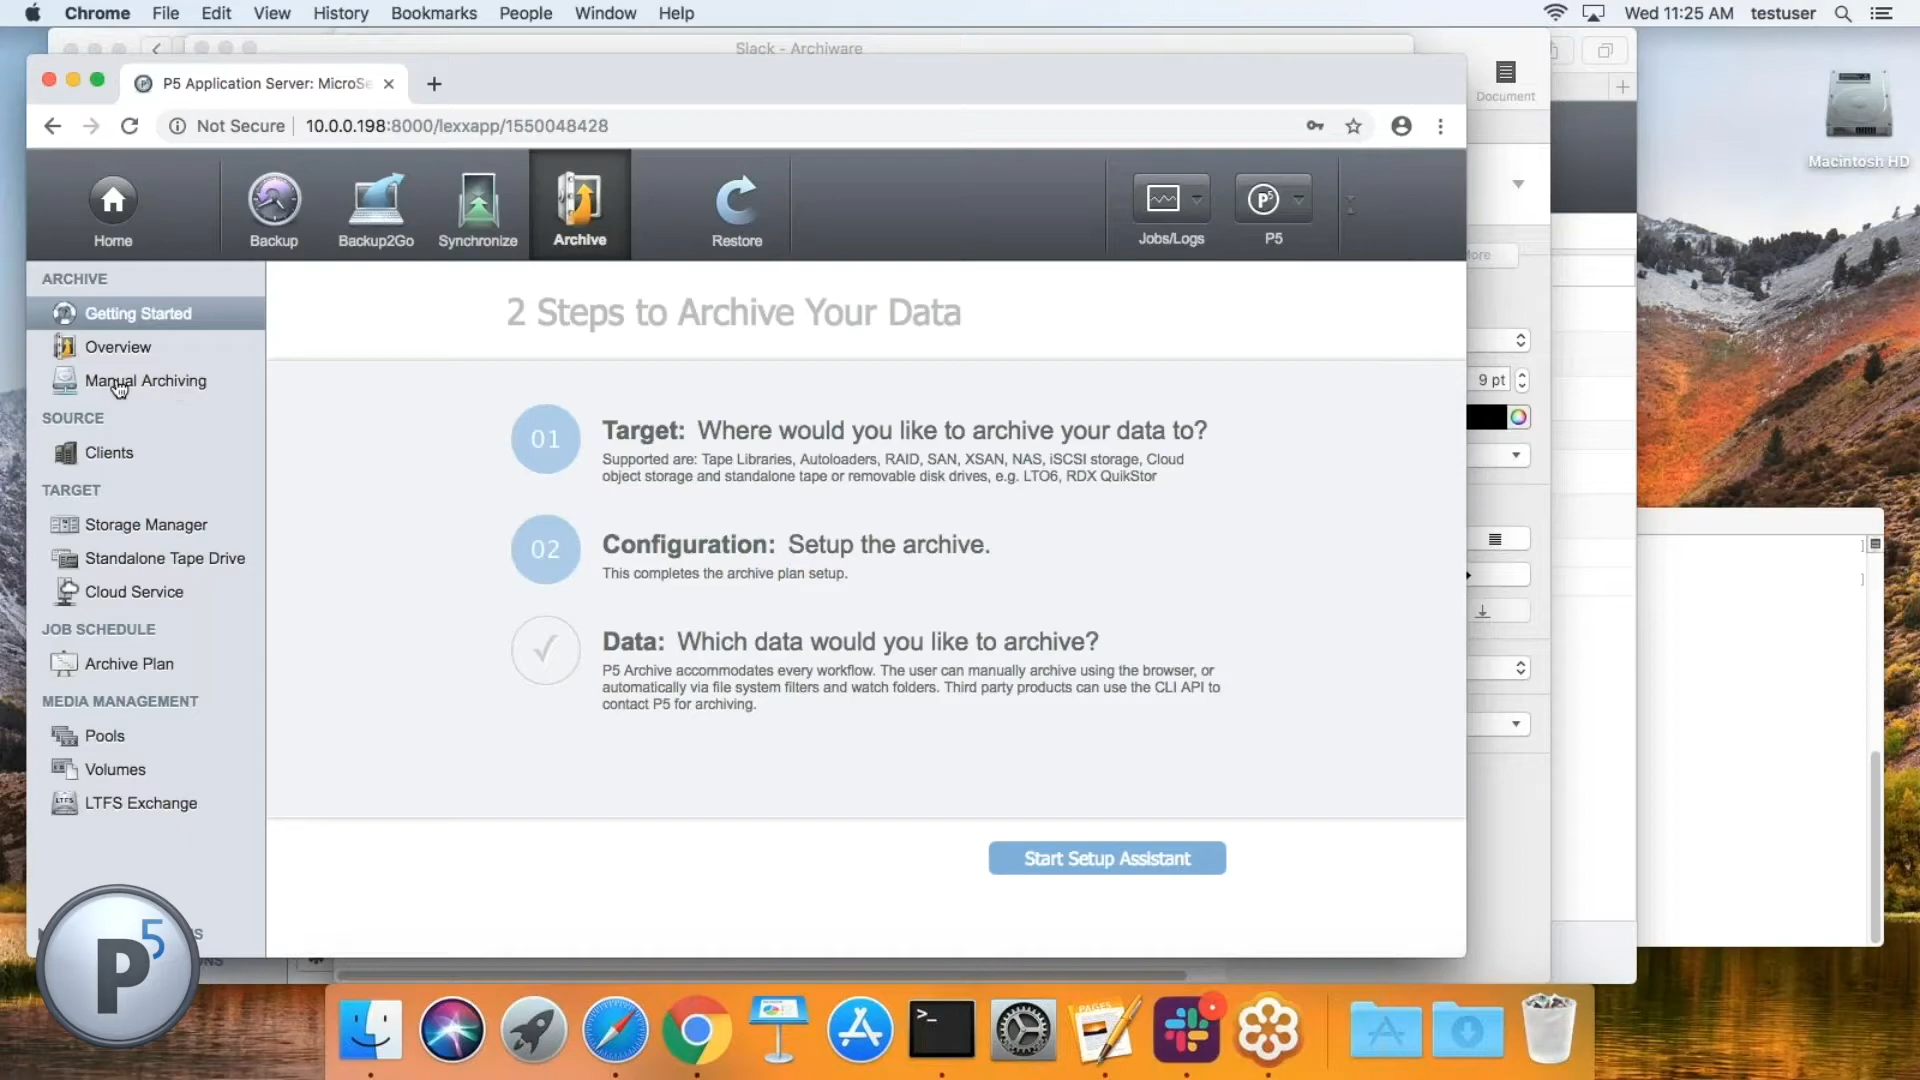 Chrome File Edit View History Bookmarks People Window Help Wed 11:25 AM testuser
Slack - Archiware
P5 Application Server: MicroSe
Document
Not Secure 10.0.0.198:8000/lexxapp/1550048428
Macintosh HD
Home Backup Backup2Go Synchronize Archive Restore Jobs/Logs P5
ARCHIVE
Getting Started
Overview
Manual Archiving
SOURCE
Clients
TARGET
Storage Manager
Standalone Tape Drive
Cloud Service
JOB SCHEDULE
Archive Plan
MEDIA MANAGEMENT
Pools
Volumes
LTFS Exchange
2 Steps to Archive Your Data
01
Target: Where would you like to archive your data to?
Supported are: Tape Libraries, Autoloaders, RAID, SAN, XSAN, NAS, iSCSI storage, Cloud
object storage and standalone tape or removable disk drives, e.g. LTO6, RDX QuikStor
02
Configuration: Setup the archive.
This completes the archive plan setup.
Data: Which data would you like to archive?
P5 Archive accommodates every workflow. The user can manually archive using the browser, or
automatically via file system filters and watch folders. Third party products can use the CLI API to
contact P5 for archiving.
Start Setup Assistant
9 pt
P5
PAGES